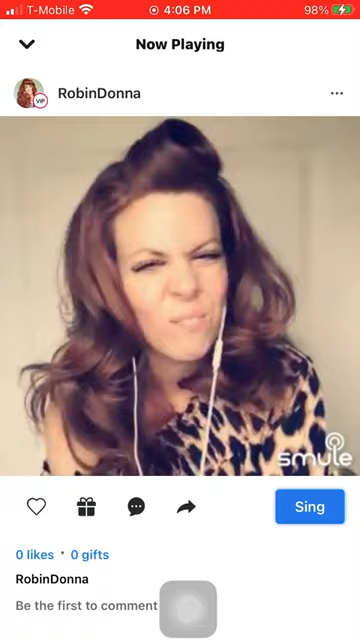 T-Mobile 4:06 PM 98%
Now Playing
VIP
RobinDonna
smule
Sing
0 likes • 0 gifts
RobinDonna
Be the first to comment